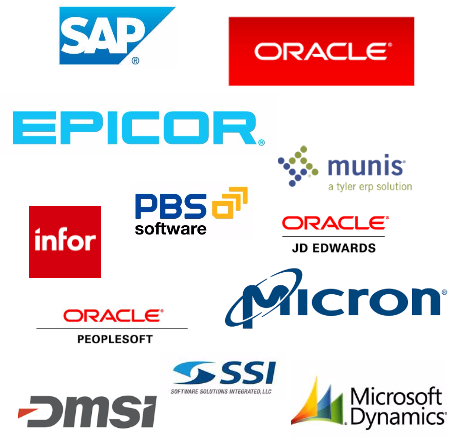 SAP®
ORACLE®
EPICOR®
munis®
a tyler erp solution
PBS
software
infor
ORACLE®
JD EDWARDS
Micron®
ORACLE®
PEOPLESOFT
SSI
SOFTWARE SOLUTIONS INTEGRATED, LLC
DMSI
Microsoft®
Dynamics®